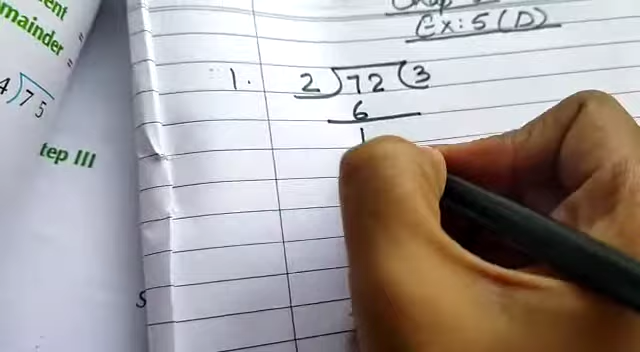 ent
mainder
=
=
4)75
tep III
Ex: 5 (D)
1. 2)72(3
6
1